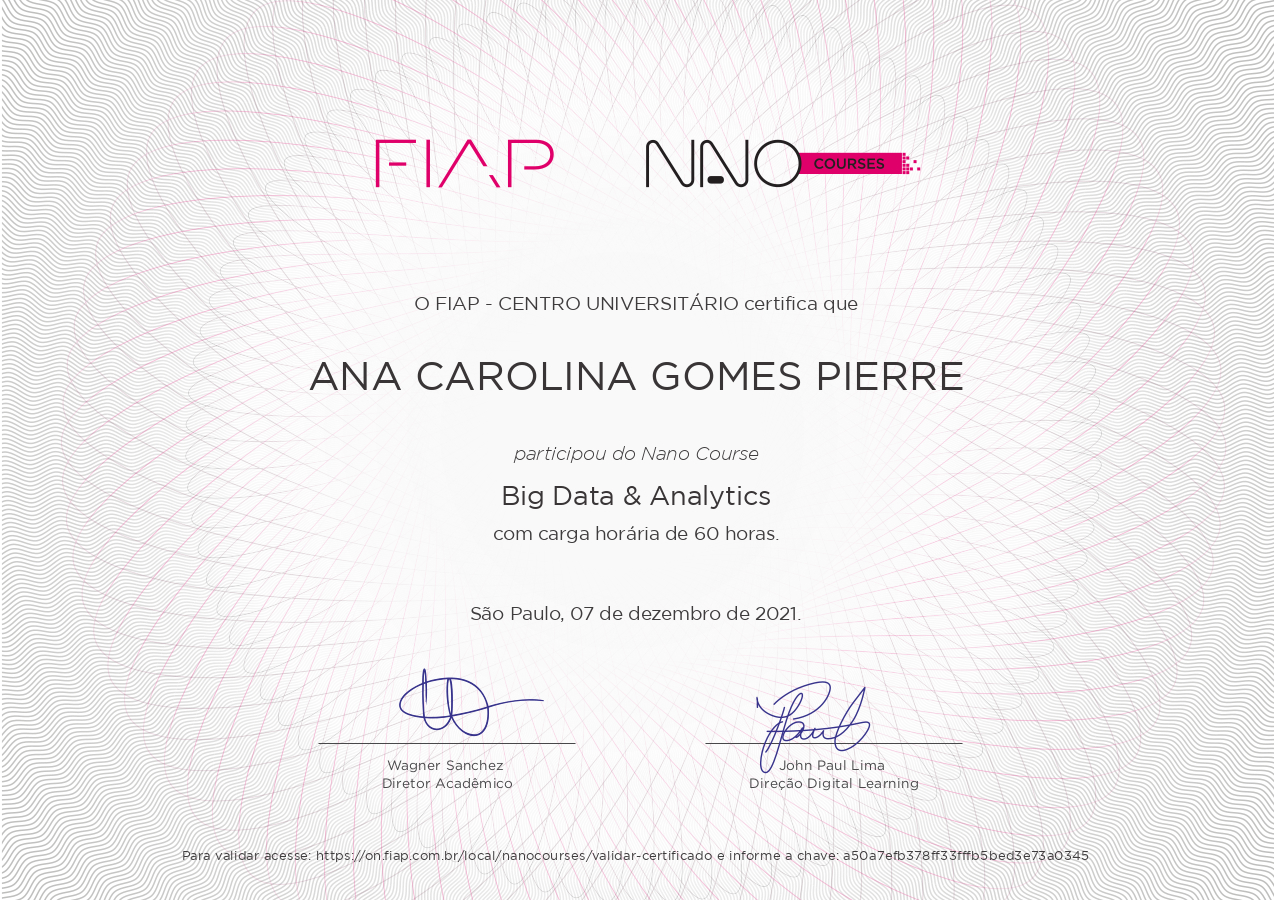 FIAP NANO COURSES
O FIAP - CENTRO UNIVERSITÁRIO certifica que
ANA CAROLINA GOMES PIERRE
participou do Nano Course
Big Data & Analytics
com carga horária de 60 horas.
São Paulo, 07 de dezembro de 2021.
Wagner Sanchez
Diretor Acadêmico
John Paul Lima
Direção Digital Learning
Para validar acesse: https://on.fiap.com.br/local/nanocourses/validar-certificado e informe a chave: a50a7efb378ff33fffb5bed3e73a0345